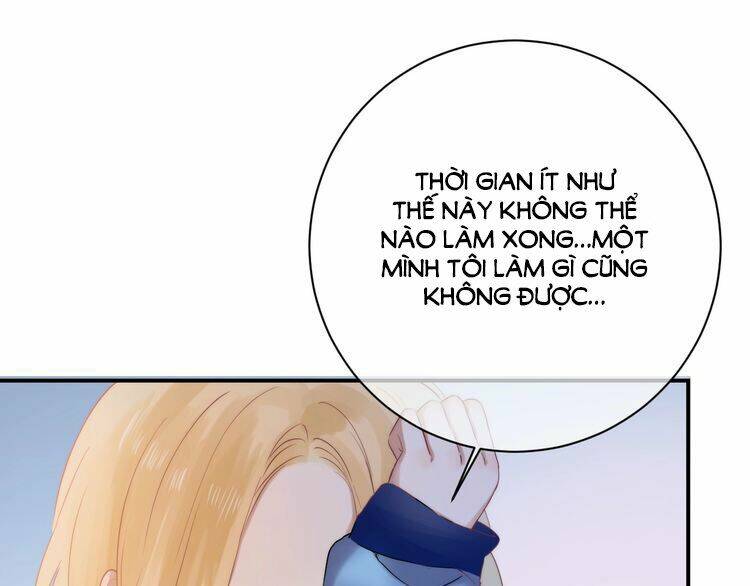 THỜI GIAN ÍT NHƯ
THẾ NÀY KHÔNG THỂ
NÀO LÀM XONG...MỘT
MÌNH TÔI LÀM GÌ CŨNG
KHÔNG ĐƯỢC...